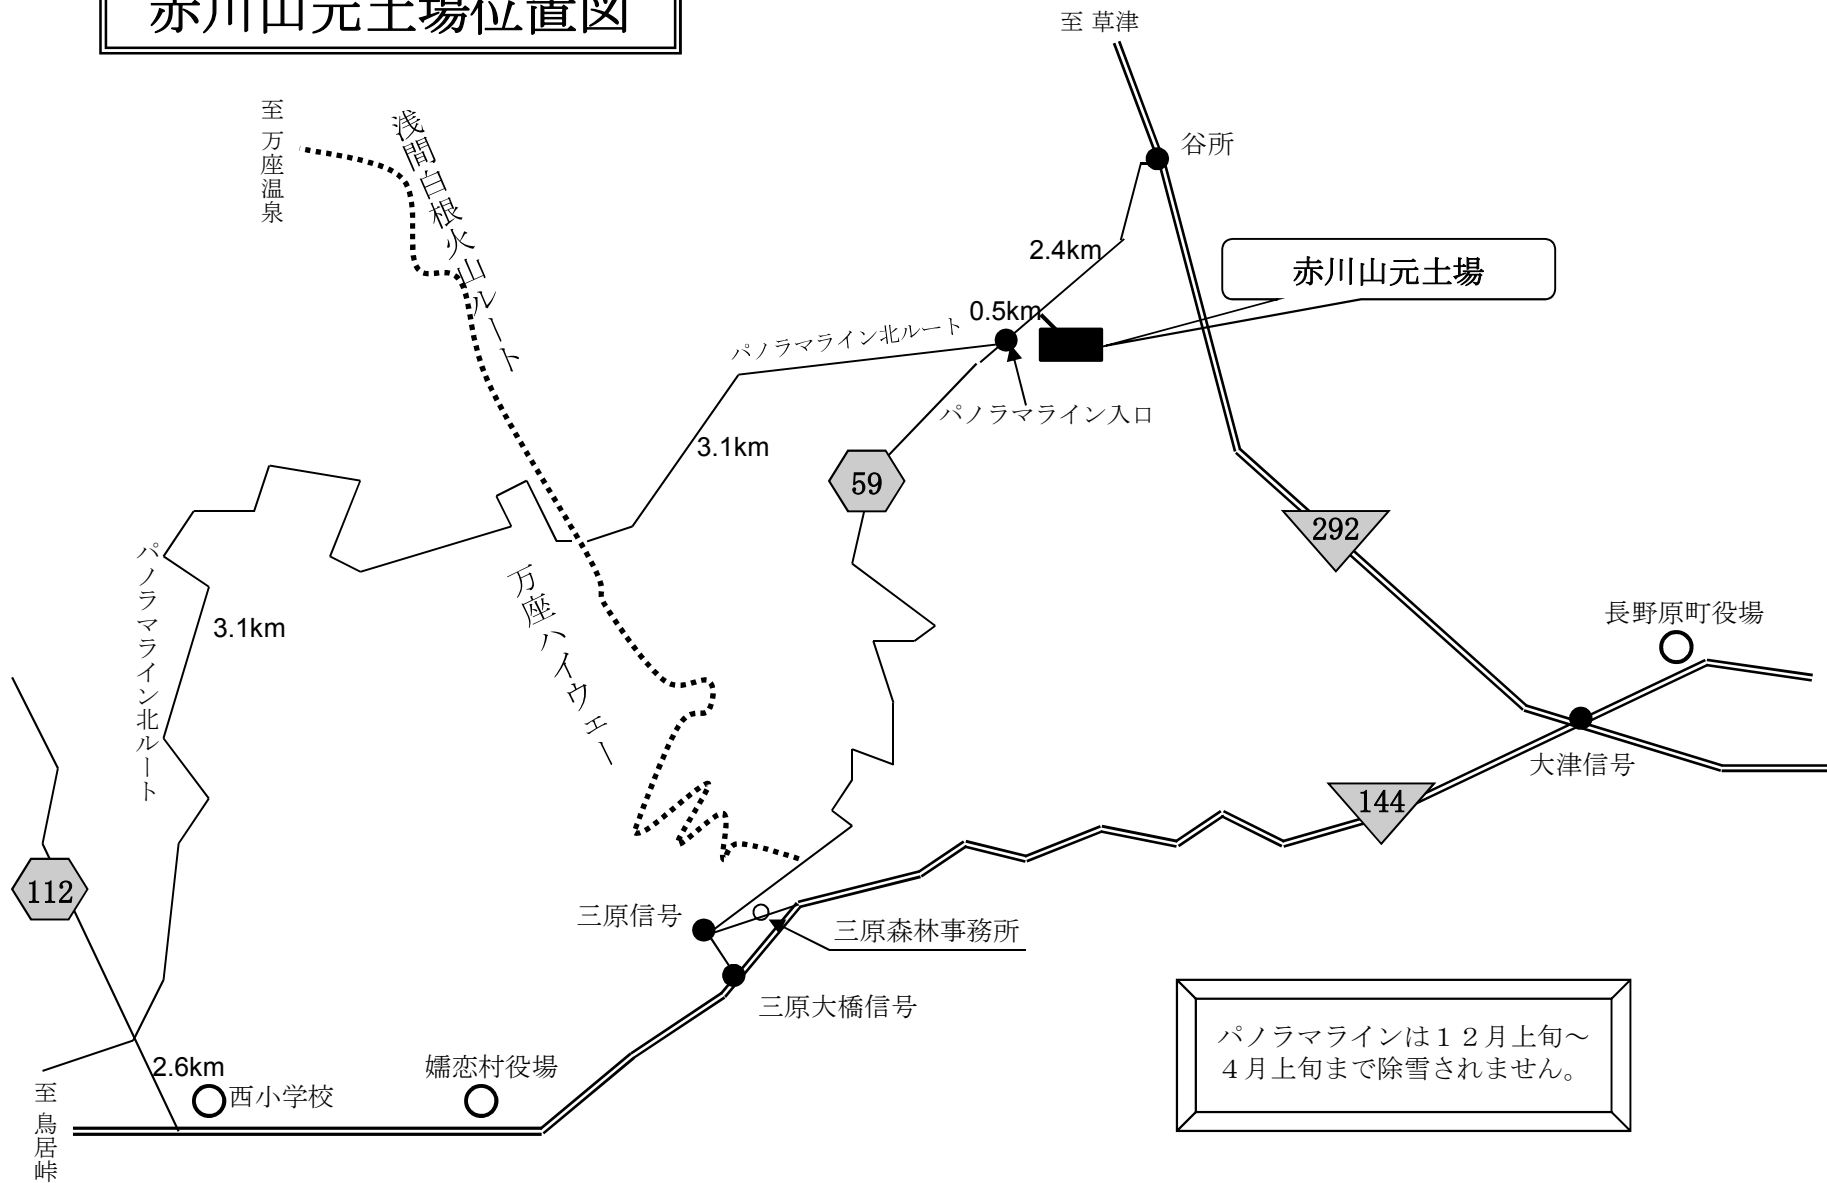 赤川山元土場位置図
至 草津
至 万座温泉
浅間白根火山ルート
谷所
2.4km
赤川山元土場
0.5km
パノラマライン北ルート
パノラマライン入口
3.1km
59
292
パノラマライン北ルート
万座ハイウェー
3.1km
長野原町役場
大津信号
144
112
三原信号
三原森林事務所
三原大橋信号
パノラマラインは１２月上旬～
４月上旬まで除雪されません。
2.6km
西小学校
嬬恋村役場
至 鳥居峠